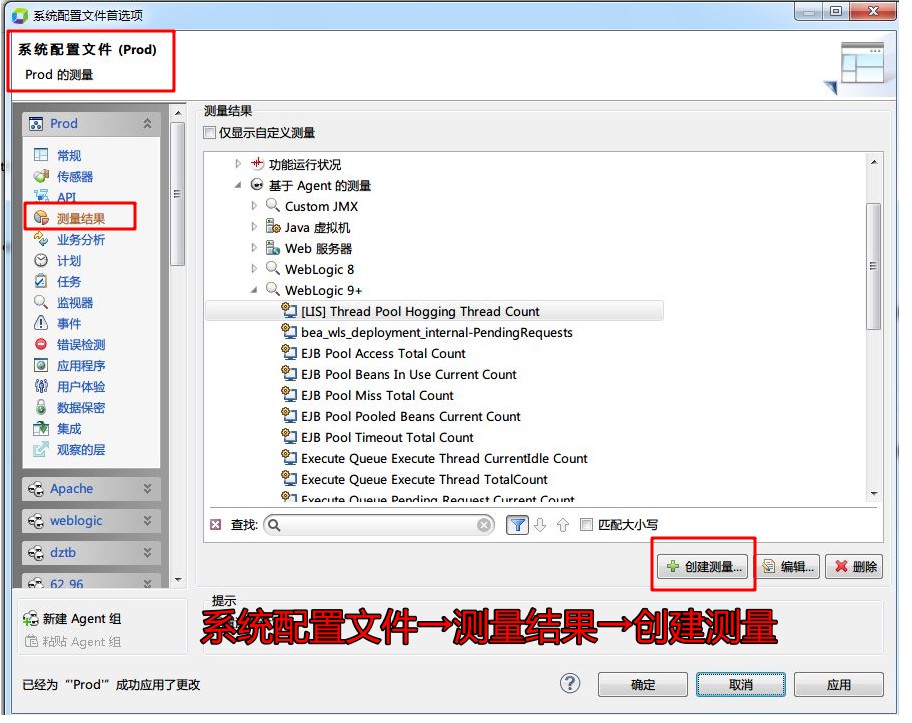 系统配置文件首选项
系统配置文件 (Prod)
Prod 的测量
Prod
常规
传感器
API
测量结果
业务分析
计划
任务
监视器
事件
错误检测
应用程序
用户体验
数据保密
集成
观察的层
Apache
weblogic
dztb
62_96
新建 Agent 组
粘贴 Agent 组
测量结果
仅显示自定义测量
功能运行状况
基于 Agent 的测量
Custom JMX
Java 虚拟机
Web 服务器
WebLogic 8
WebLogic 9+
[LIS] Thread Pool Hogging Thread Count
bea_wls_deployment_internal-PendingRequests
EJB Pool Access Total Count
EJB Pool Beans In Use Current Count
EJB Pool Miss Total Count
EJB Pool Pooled Beans Current Count
EJB Pool Timeout Total Count
Execute Queue Execute Thread CurrentIdle Count
Execute Queue Execute Thread TotalCount
Execute Queue Pending Request Current Count
查找:
匹配大小写
创建测量...
编辑...
删除
提示
系统配置文件→测量结果→创建测量
已经为“'Prod'”成功应用了更改
确定
取消
应用